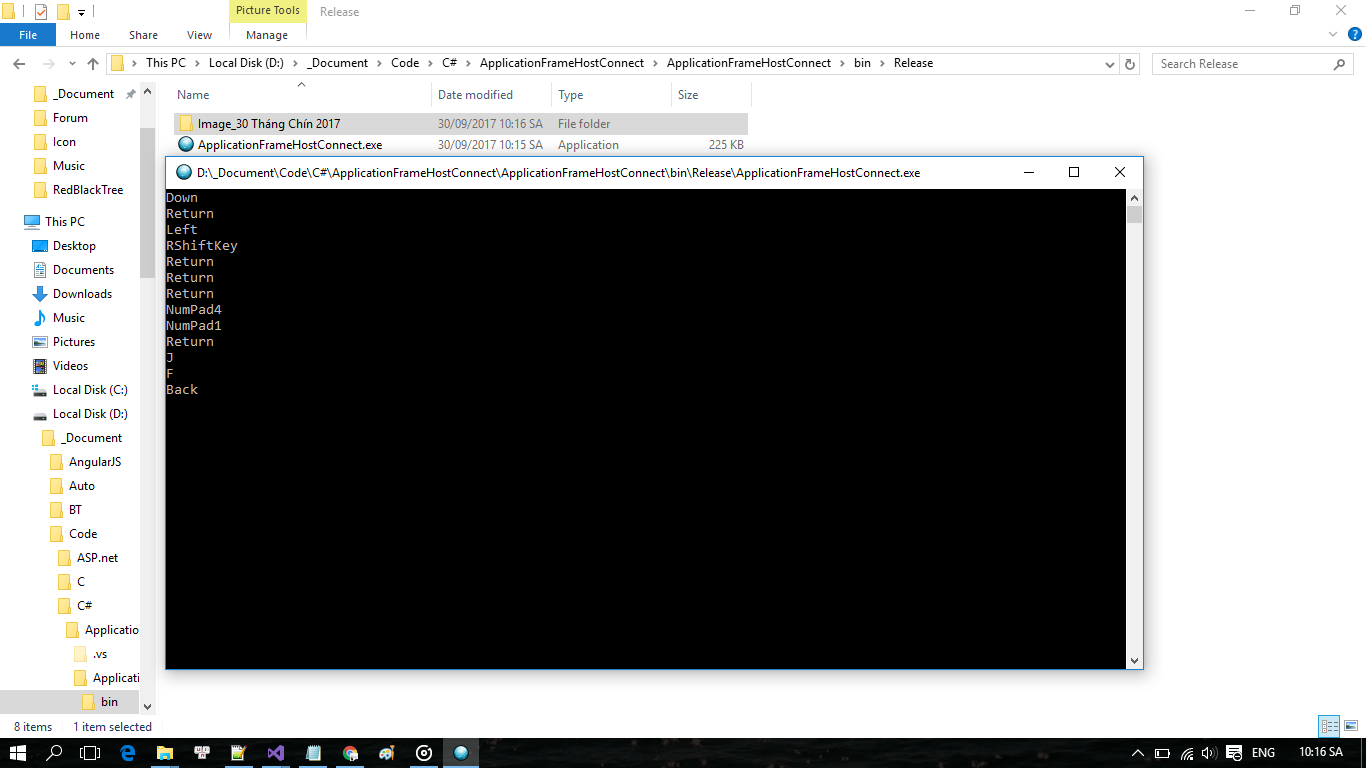 Picture Tools Release
File Home Share View Manage
This PC Local Disk (D:) _Document Code C# ApplicationFrameHostConnect ApplicationFrameHostConnect bin Release Search Release
Name Date modified Type Size
Image_30 Tháng Chín 2017 30/09/2017 10:16 SA File folder
ApplicationFrameHostConnect.exe 30/09/2017 10:15 SA Application 225 KB
_Document
Forum
Icon
Music
RedBlackTree
This PC
Desktop
Documents
Downloads
Music
Pictures
Videos
Local Disk (C:)
Local Disk (D:)
_Document
AngularJS
Auto
BT
Code
ASP.net
C
C#
Applicatio
.vs
Applicati
bin
D:\_Document\Code\C#\ApplicationFrameHostConnect\ApplicationFrameHostConnect\bin\Release\ApplicationFrameHostConnect.exe
Down
Return
Left
RShiftKey
Return
Return
Return
NumPad4
NumPad1
Return
J
F
Back
8 items 1 item selected
ENG 10:16 SA